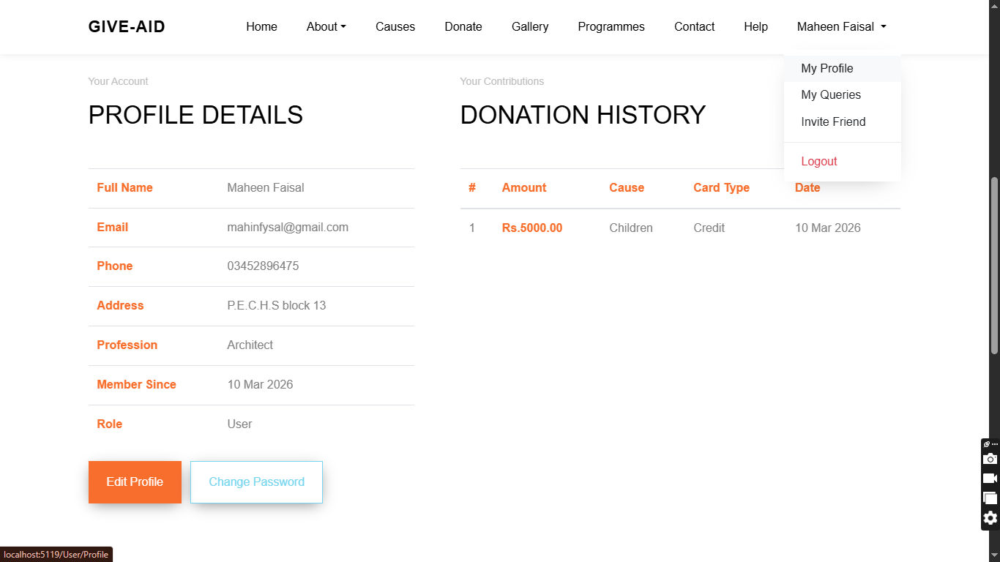 GIVE-AID Home About Causes Donate Gallery Programmes Contact Help Maheen Faisal
My Profile
My Queries
Invite Friend
Logout
Your Account
PROFILE DETAILS
Full Name Maheen Faisal
Email mahinfysal@gmail.com
Phone 03452896475
Address P.E.C.H.S block 13
Profession Architect
Member Since 10 Mar 2026
Role User
Edit Profile Change Password
Your Contributions
DONATION HISTORY
# Amount Cause Card Type Date
1 Rs.5000.00 Children Credit 10 Mar 2026
localhost:5119/User/Profile